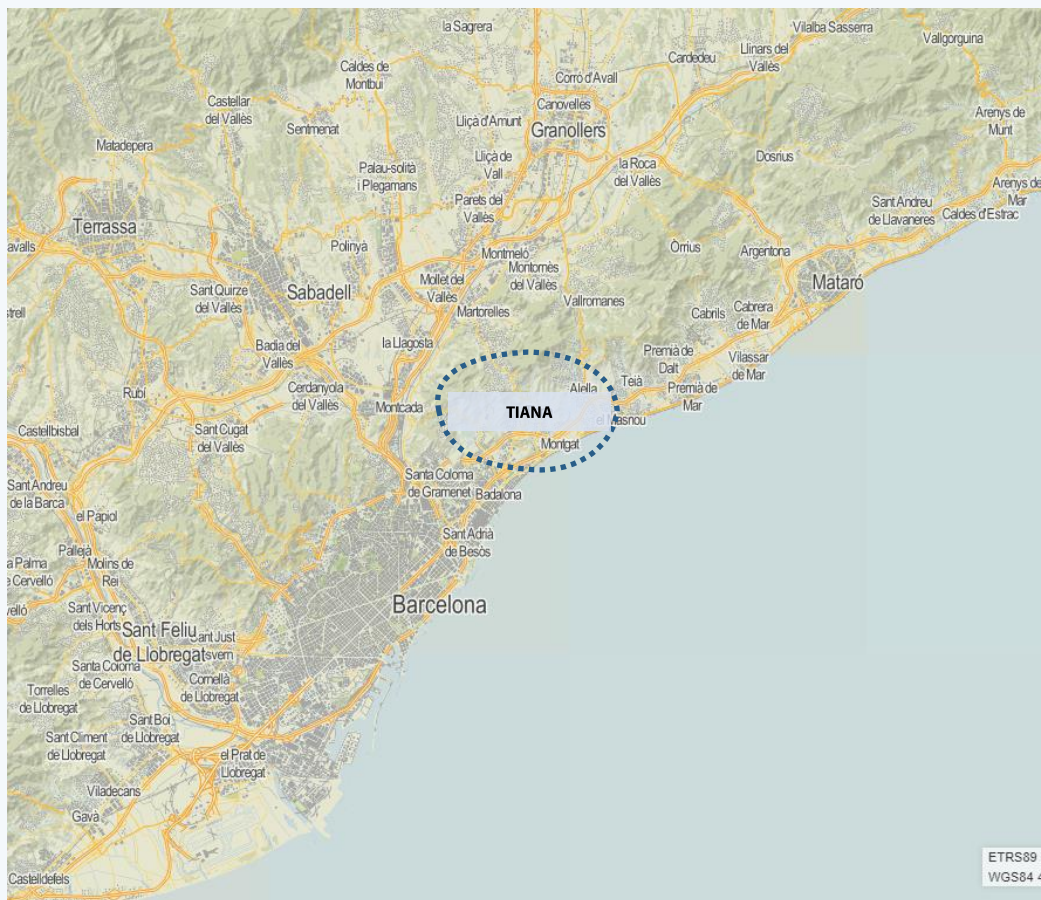 la Sagrera
Vilalba Sasserra
Vallgorguina
Llinars del
Vallès
Cardedeu
Caldes de
Montbui
Corró d'Avall
Castellar
del Vallès
Canovelles
Arenys de
Munt
Sentmenat
Lliçà d'Amunt
Granollers
Matadepera
Lliçà de
Vall
Dosrius
Palau-solità
i Plegamans
la Roca
del Vallès
Arenys de
Mar
Parets del
Vallès
Sant Andreu
de Llavaneres
Caldes d'Estrac
Terrassa
avalls
Polinyà
Montmeló
Òrrius
Argentona
Montornès
del Vallès
Mollet del
Vallès
Mataró
Sant Quirze
del Vallès
Sabadell
Vallromanes
Cabrera
de Mar
strell
Martorelles
Cabrils
la Llagosta
Badia del
Vallès
Premià de
Dalt
Vilassar
de Mar
Teià
Alella
Premià de
Mar
Rubí
Cerdanyola
del Vallès
Montcada
TIANA
el Masnou
Castellbisbal
Sant Cugat
del Vallès
Montgat
Santa Coloma
de Gramenet
Badalona
Sant Andreu
de la Barca
el Papiol
Sant Adrià
de Besòs
Pallejà
a Palma
e Cervelló
Molins de
Rei
Barcelona
velló
Sant Vicenç
dels Horts
Sant Feliu
de Llobregat
Sant Just
svern
Santa Coloma
de Cervelló
Cornellà
de Llobregat
Torrelles
de Llobregat
Sant Boi
de Llobregat
Sant Climent
de Llobregat
el Prat de
Llobregat
Viladecans
Gavà
Castelldefels
ETRS89
WGS84 4